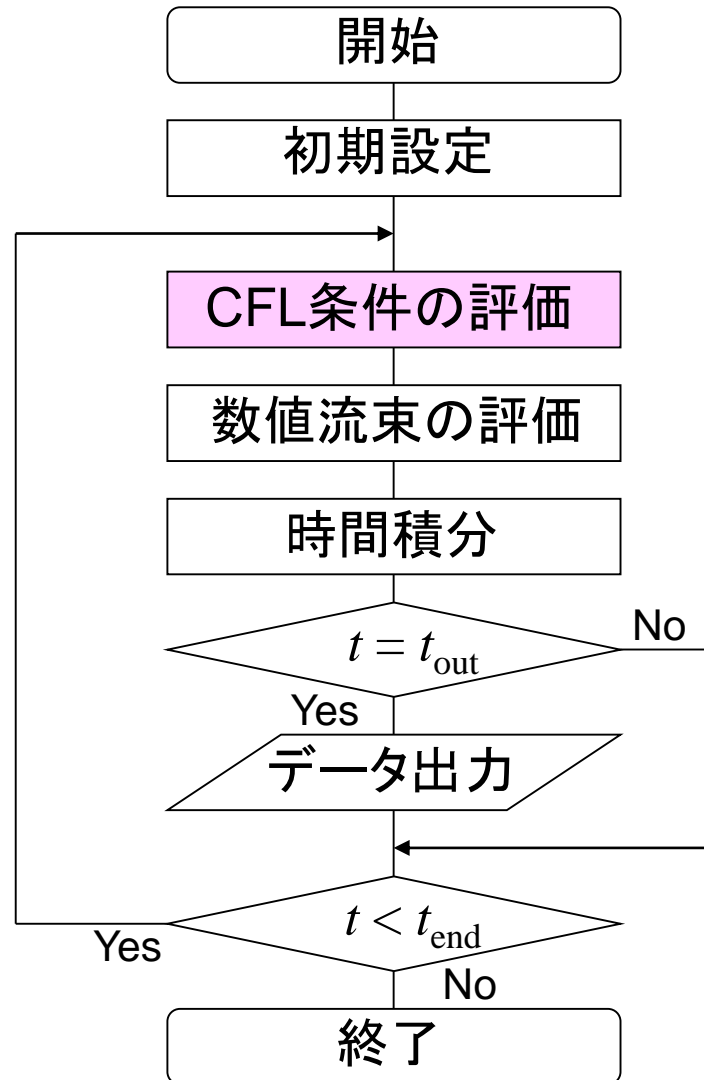 開始
初期設定
CFL条件の評価
数値流束の評価
時間積分
t = t_out
No
Yes
データ出力
t < t_end
Yes
No
終了